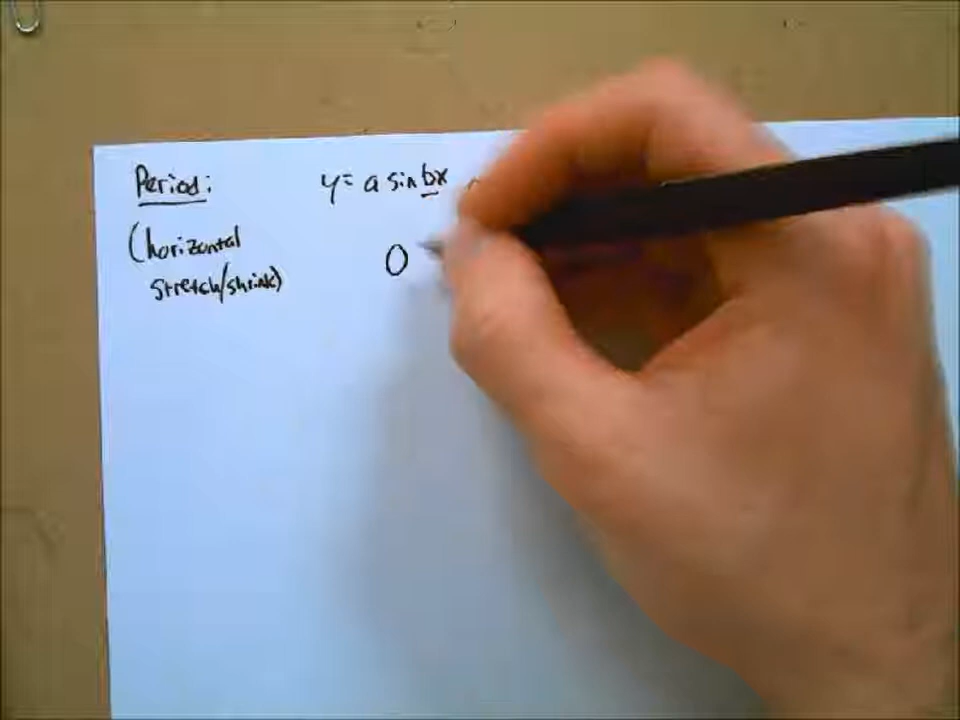 Period: y = a sin bx
(horizontal 0
stretch/shrink)